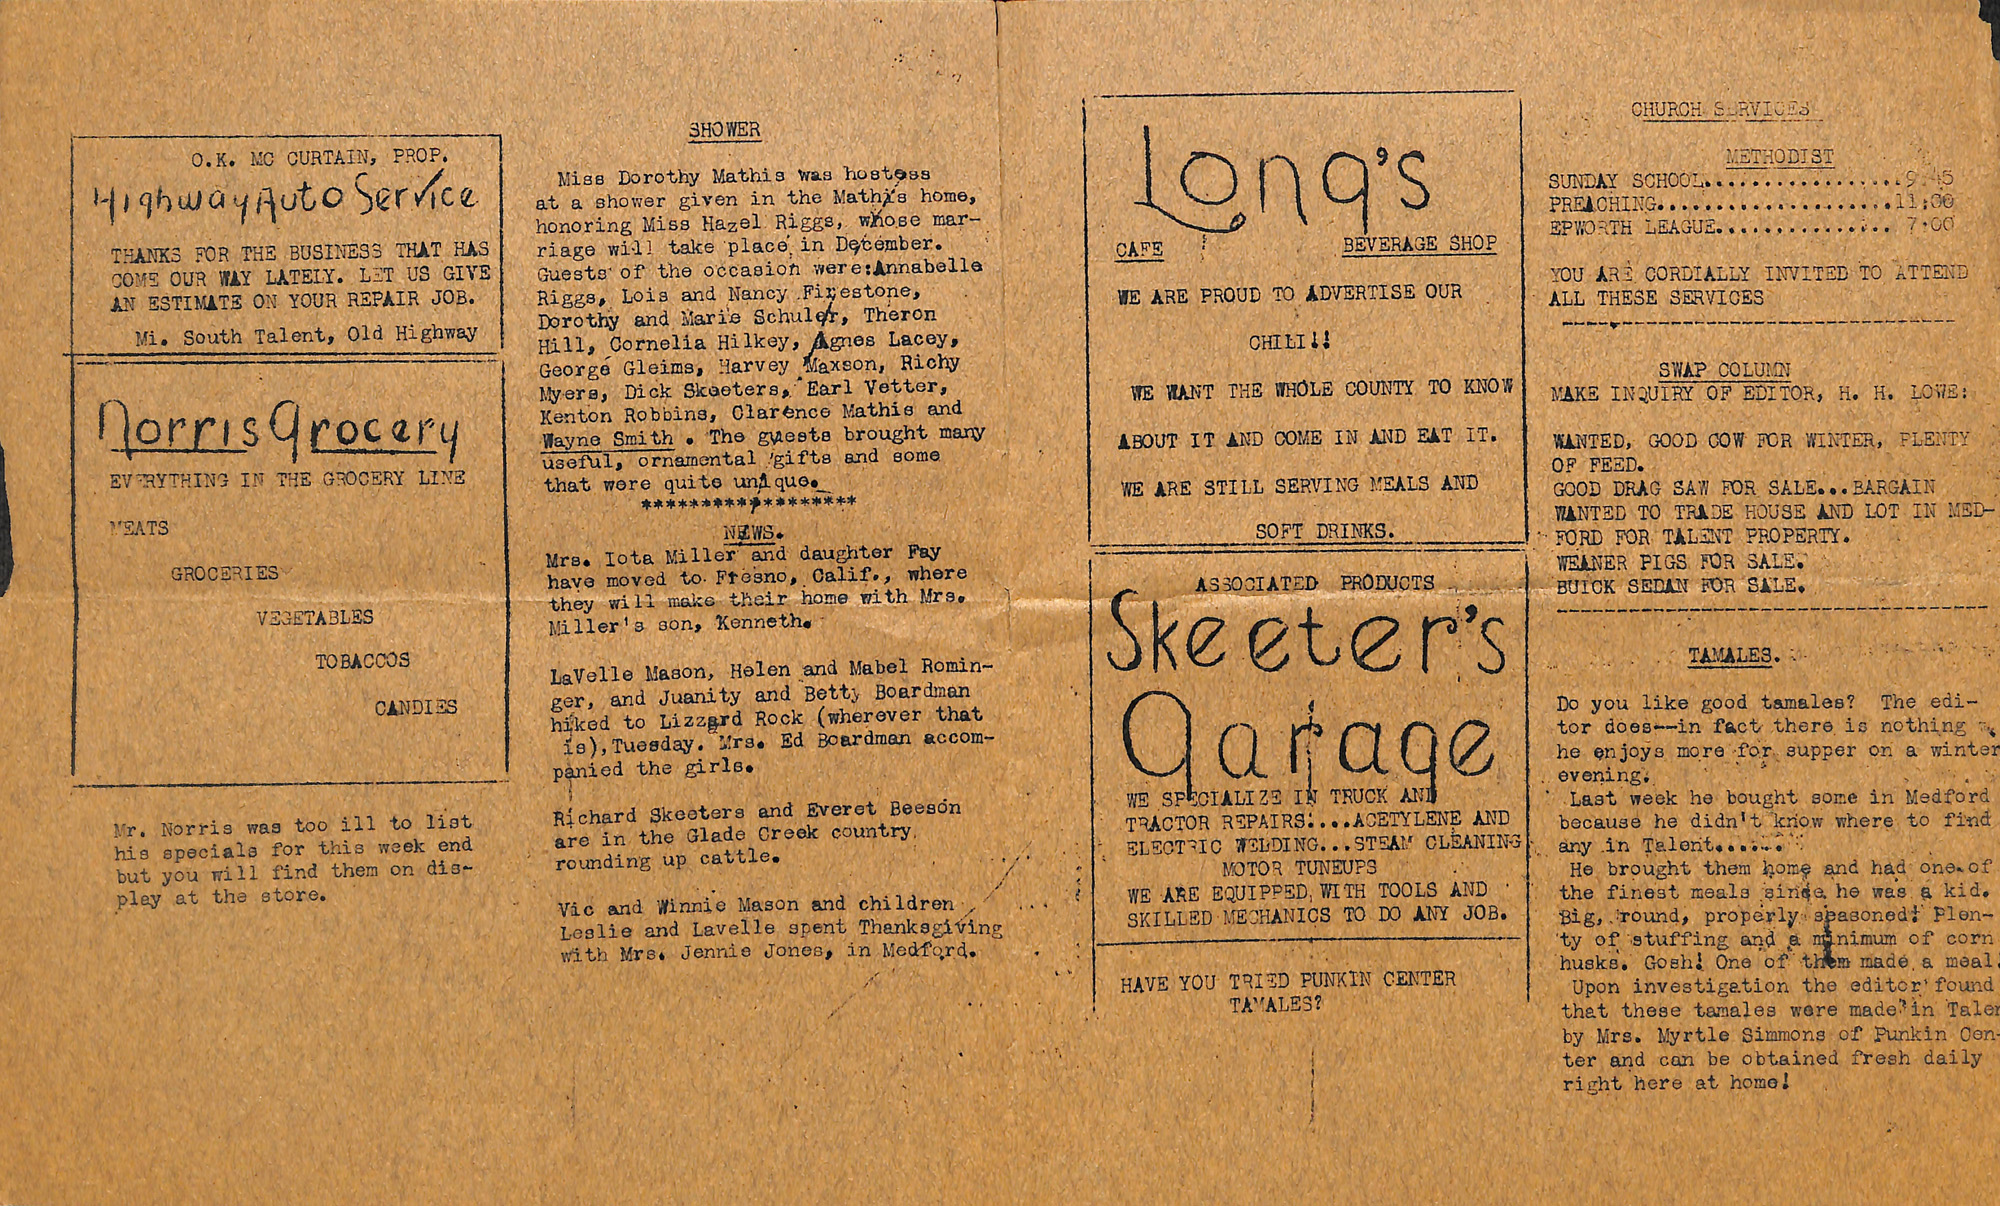 O.K. MC CURTAIN, PROP.
Highway Auto Service
THANKS FOR THE BUSINESS THAT HAS
COME OUR WAY LATELY. LET US GIVE
AN ESTIMATE ON YOUR REPAIR JOB.
Mi. South Talent, Old Highway
Norris Grocery
EVERYTHING IN THE GROCERY LINE
MEATS
GROCERIES
VEGETABLES
TOBACCOS
CANDIES
Mr. Norris was too ill to list
his specials for this week end
but you will find them on dis-
play at the store.
SHOWER
Miss Dorothy Mathis was hostess
at a shower given in the Mathis home,
honoring Miss Hazel Riggs, whose mar-
riage will take place in December.
Guests of the occasion were:Annabelle
Riggs, Lois and Nancy Firestone,
Dorothy and Marie Schuler, Theron
Hill, Cornelia Hilkey, Agnes Lacey,
George Gleims, Harvey Maxson, Richy
Myers, Dick Skeeters, Earl Vetter,
Kenton Robbins, Clarence Mathis and
Wayne Smith . The guests brought many
useful, ornamental gifts and some
that were quite unique.
******************
NEWS.
Mrs. Iota Miller and daughter Fay
have moved to Fresno, Calif., where
they will make their home with Mrs.
Miller's son, Kenneth.
LaVelle Mason, Helen and Mabel Romin-
ger, and Juanity and Betty Boardman
hiked to Lizzard Rock (wherever that
is),Tuesday. Mrs. Ed Boardman accom-
panied the girls.
Richard Skeeters and Everet Beeson
are in the Glade Creek country
rounding up cattle.
Vic and Winnie Mason and children
Leslie and Lavelle spent Thanksgiving
with Mrs. Jennie Jones, in Medford.
Long's
CAFE BEVERAGE SHOP
WE ARE PROUD TO ADVERTISE OUR
CHILI!!
WE WANT THE WHOLE COUNTY TO KNOW
ABOUT IT AND COME IN AND EAT IT.
WE ARE STILL SERVING MEALS AND
SOFT DRINKS.
ASSOCIATED PRODUCTS
Skeeter's
Garage
WE SPECIALIZE IN TRUCK AND
TRACTOR REPAIRS....ACETYLENE AND
ELECTRIC WELDING...STEAM CLEANING
MOTOR TUNEUPS
WE ARE EQUIPPED WITH TOOLS AND
SKILLED MECHANICS TO DO ANY JOB.
HAVE YOU TRIED PUNKIN CENTER
TAMALES?
CHURCH SERVICES
METHODIST
SUNDAY SCHOOL.................9:45
PREACHING....................11:00
EPWORTH LEAGUE............... 7:00
YOU ARE CORDIALLY INVITED TO ATTEND
ALL THESE SERVICES
SWAP COLUMN
MAKE INQUIRY OF EDITOR, H. H. LOWE:
WANTED, GOOD COW FOR WINTER, PLENTY
OF FEED.
GOOD DRAG SAW FOR SALE...BARGAIN
WANTED TO TRADE HOUSE AND LOT IN MED-
FORD FOR TALENT PROPERTY.
WEANER PIGS FOR SALE.
BUICK SEDAN FOR SALE.
TAMALES.
Do you like good tamales? The edi-
tor does--in fact there is nothing
he enjoys more for supper on a winter
evening.
Last week he bought some in Medford
because he didn't know where to find
any in Talent......
He brought them home and had one of
the finest meals since he was a kid.
Big, round, properly seasoned! Plen-
ty of stuffing and a minimum of corn
husks. Gosh! One of them made a meal!
Upon investigation the editor found
that these tamales were made in Talen
by Mrs. Myrtle Simmons of Punkin Cen-
ter and can be obtained fresh daily
right here at home!